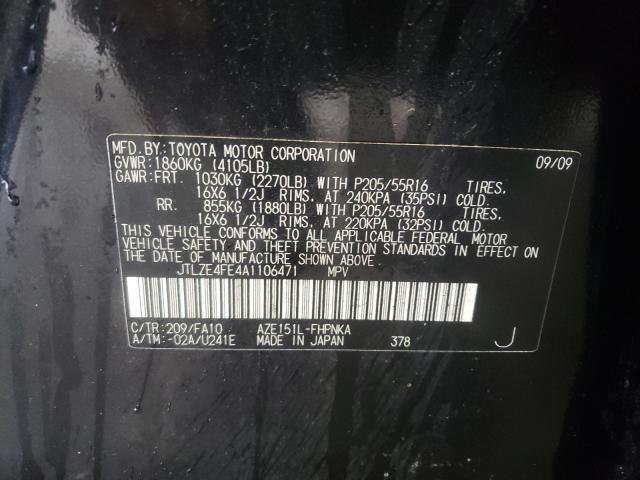 MFD. BY: TOYOTA MOTOR CORPORATION 09/09
GVWR: 1860KG (4105LB)
GAWR: FRT. 1030KG (2270LB) WITH P205/55R16 TIRES,
16X6 1/2J RIMS, AT 240KPA (35PSI) COLD.
RR. 855KG (1880LB) WITH P205/55R16 TIRES,
16X6 1/2J RIMS, AT 220KPA (32PSI) COLD.
THIS VEHICLE CONFORMS TO ALL APPLICABLE FEDERAL MOTOR
VEHICLE SAFETY AND THEFT PREVENTION STANDARDS IN EFFECT ON
THE DATE OF MANUFACTURE SHOWN ABOVE.
JTLZE4FE4A1106471 MPV
C/TR: 209/FA10 AZE151L-FHPNKA
A/TM: -02A/U241E MADE IN JAPAN 378 J